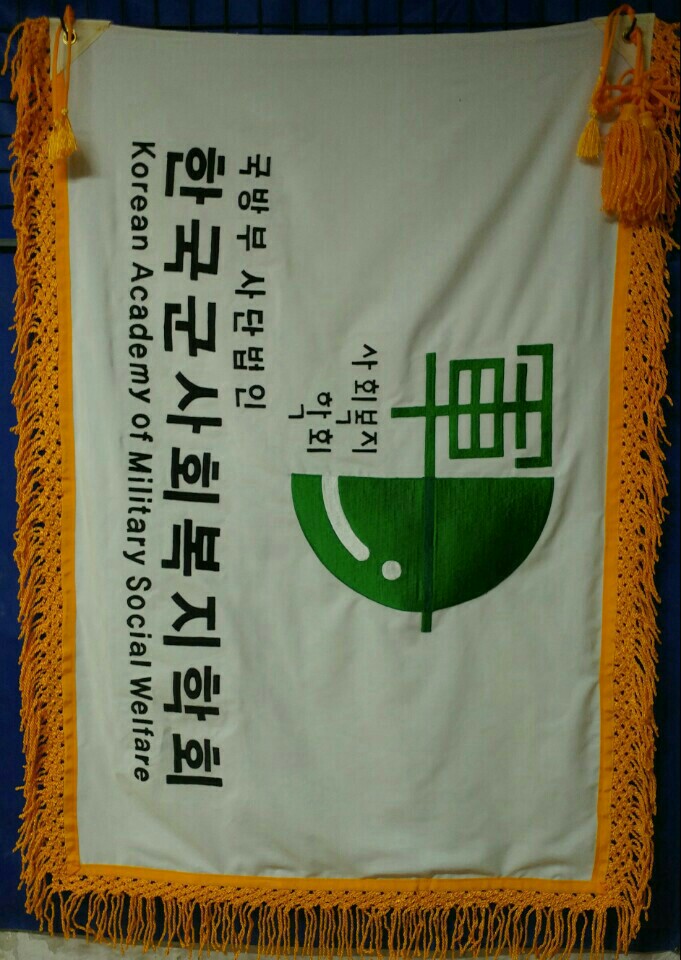 軍
사회복지
학회
국방부 사단법인
한국군사회복지학회
Korean Academy of Military Social Welfare